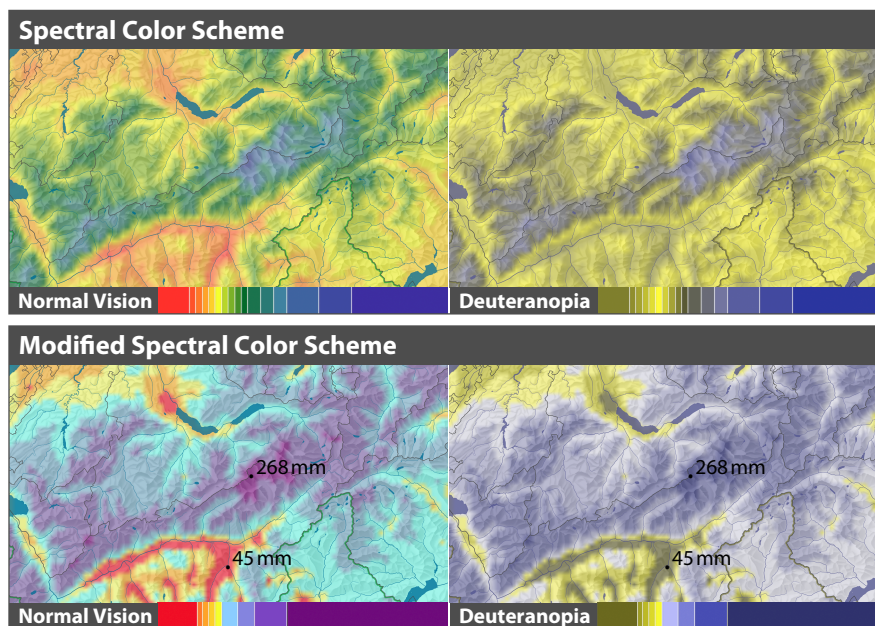 Spectral Color Scheme
Normal Vision
Deuteranopia
Modified Spectral Color Scheme
268 mm
45 mm
268 mm
45 mm
Normal Vision
Deuteranopia